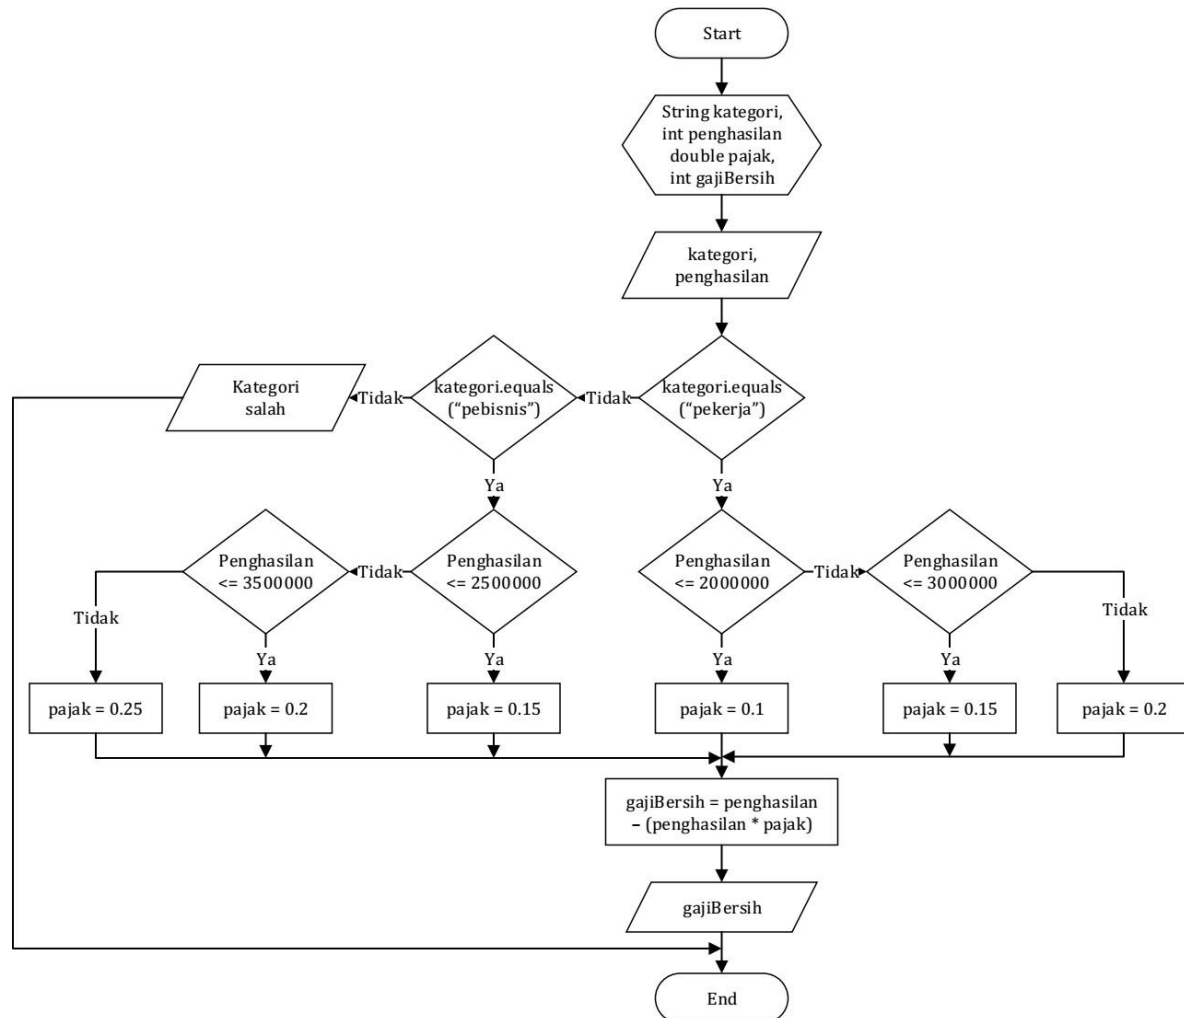 Start
String kategori,
int penghasilan
double pajak,
int gajiBersih
kategori,
penghasilan
Kategori
salah
Tidak
kategori.equals
(“pebisnis”)
Tidak
kategori.equals
(“pekerja”)
Ya
Ya
Penghasilan
<= 3500000
Tidak
Penghasilan
<= 2500000
Penghasilan
<= 2000000
Tidak
Penghasilan
<= 3000000
Tidak
Tidak
Ya
Ya
Ya
Ya
pajak = 0.25
pajak = 0.2
pajak = 0.15
pajak = 0.1
pajak = 0.15
pajak = 0.2
gajiBersih = penghasilan
– (penghasilan * pajak)
gajiBersih
End